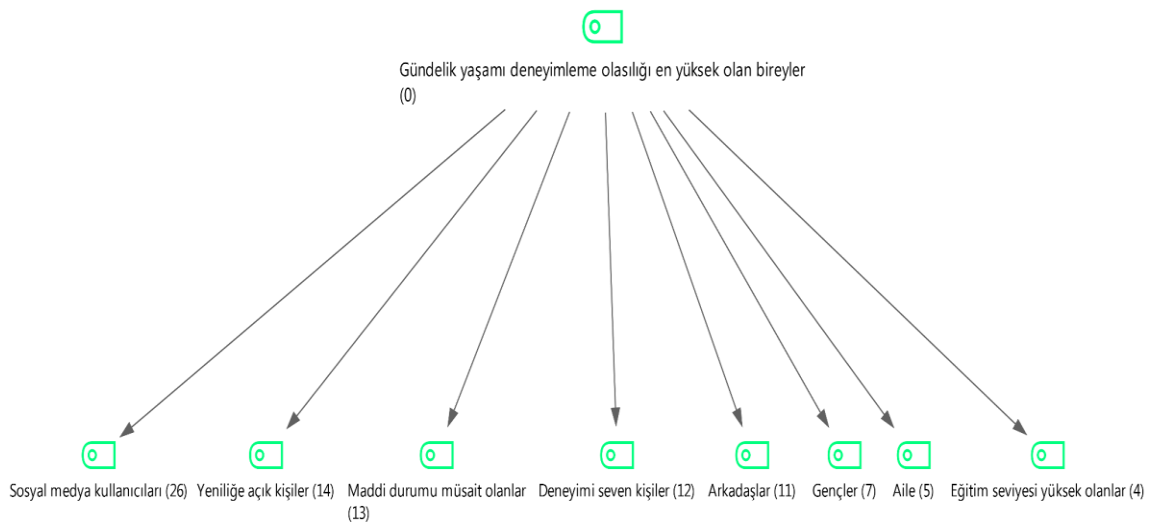 Gündelik yaşamı deneyimleme olasılığı en yüksek olan bireyler
(0)
Sosyal medya kullanıcıları (26)
Yeniliğe açık kişiler (14)
Maddi durumu müsait olanlar
(13)
Deneyimi seven kişiler (12)
Arkadaşlar (11)
Gençler (7)
Aile (5)
Eğitim seviyesi yüksek olanlar (4)